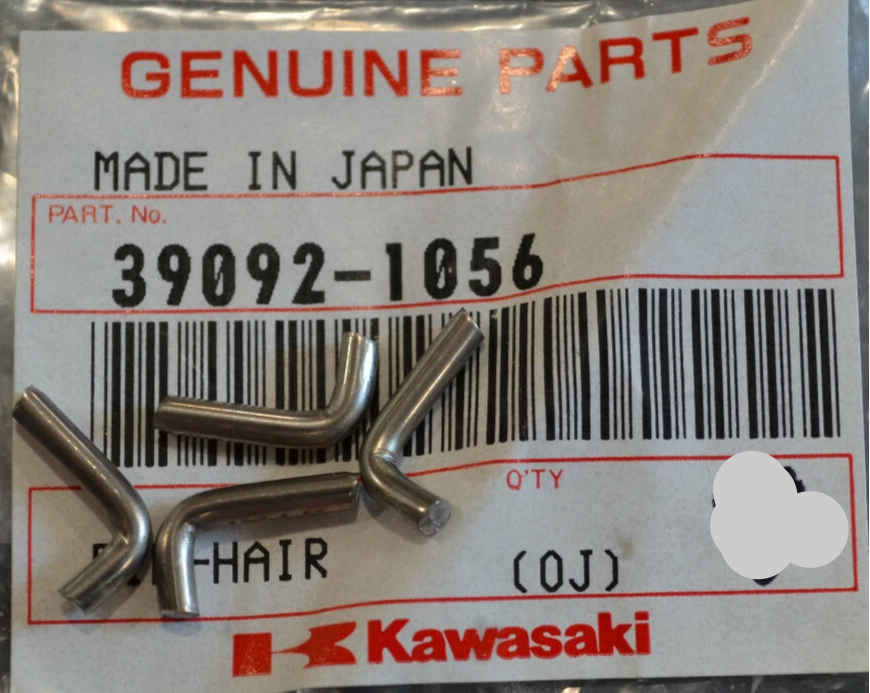 GENUINE PARTS
MADE IN JAPAN
PART. No.
39092-1056
Q'TY
-HAIR (OJ)
Kawasaki